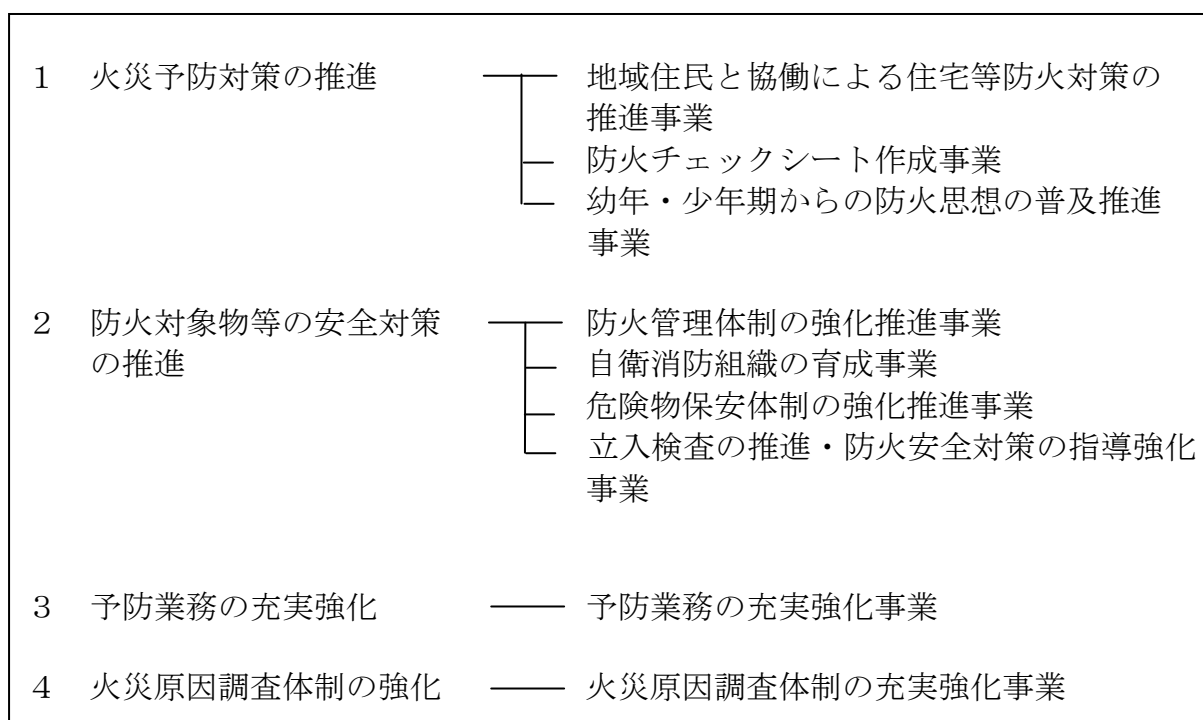 １　火災予防対策の推進　地域住民と協働による住宅等防火対策の
推進事業
防火チェックシート作成事業
幼年・少年期からの防火思想の普及推進
事業
２　防火対象物等の安全対策　防火管理体制の強化推進事業
の推進　自衛消防組織の育成事業
危険物保安体制の強化推進事業
立入検査の推進・防火安全対策の指導強化
事業
３　予防業務の充実強化　予防業務の充実強化事業
４　火災原因調査体制の強化　火災原因調査体制の充実強化事業